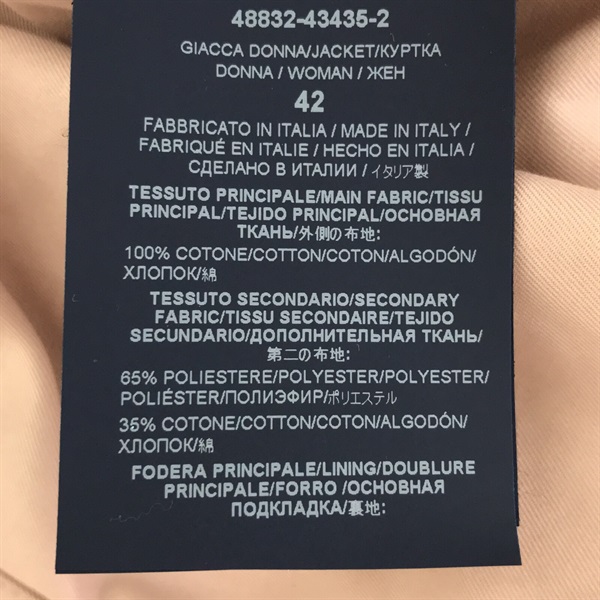 48832-43435-2
GIACCA DONNA/JACKET/КУРТКА
DONNA / WOMAN / ЖЕН
42
FABBRICATO IN ITALIA / MADE IN ITALY /
FABRIQUÉ EN ITALIE / HECHO EN ITALIA /
СДЕЛАНО В ИТАЛИИ / イタリア製
TESSUTO PRINCIPALE/MAIN FABRIC/TISSU
PRINCIPAL/TEJIDO PRINCIPAL/ОСНОВНАЯ
ТКАНЬ/外側の布地:
100% COTONE/COTTON/COTON/ALGODÓN/
ХЛОПОК/綿
TESSUTO SECONDARIO/SECONDARY
FABRIC/TISSU SECONDAIRE/TEJIDO
SECUNDARIO/ДОПОЛНИТЕЛЬНАЯ ТКАНЬ/
第二の布地:
65% POLIESTERE/POLYESTER/POLYESTER/
POLIÉSTER/ПОЛИЭФИР/ポリエステル
35% COTONE/COTTON/COTON/ALGODÓN/
ХЛОПОК/綿
FODERA PRINCIPALE/LINING/DOUBLURE
PRINCIPALE/FORRO /ОСНОВНАЯ
ПОДКЛАДКА/裏地: